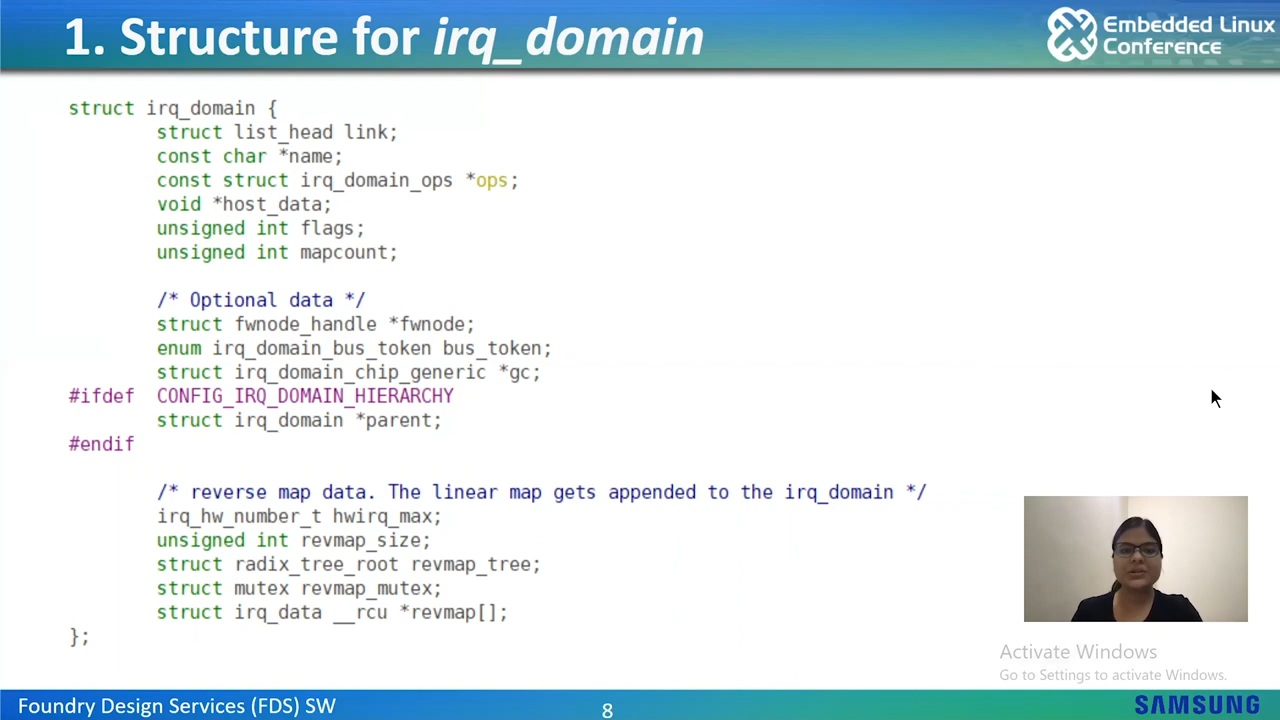 1. Structure for irq_domain
Embedded Linux
Conference
struct irq_domain {
struct list_head link;
const char *name;
const struct irq_domain_ops *ops;
void *host_data;
unsigned int flags;
unsigned int mapcount;
/* Optional data */
struct fwnode_handle *fwnode;
enum irq_domain_bus_token bus_token;
struct irq_domain_chip_generic *gc;
#ifdef CONFIG_IRQ_DOMAIN_HIERARCHY
struct irq_domain *parent;
#endif
/* reverse map data. The linear map gets appended to the irq_domain */
irq_hw_number_t hwirq_max;
unsigned int revmap_size;
struct radix_tree_root revmap_tree;
struct mutex revmap_mutex;
struct irq_data __rcu *revmap[];
};
Activate Windows
Go to Settings to activate Windows.
Foundry Design Services (FDS) SW
8
SAMSUNG